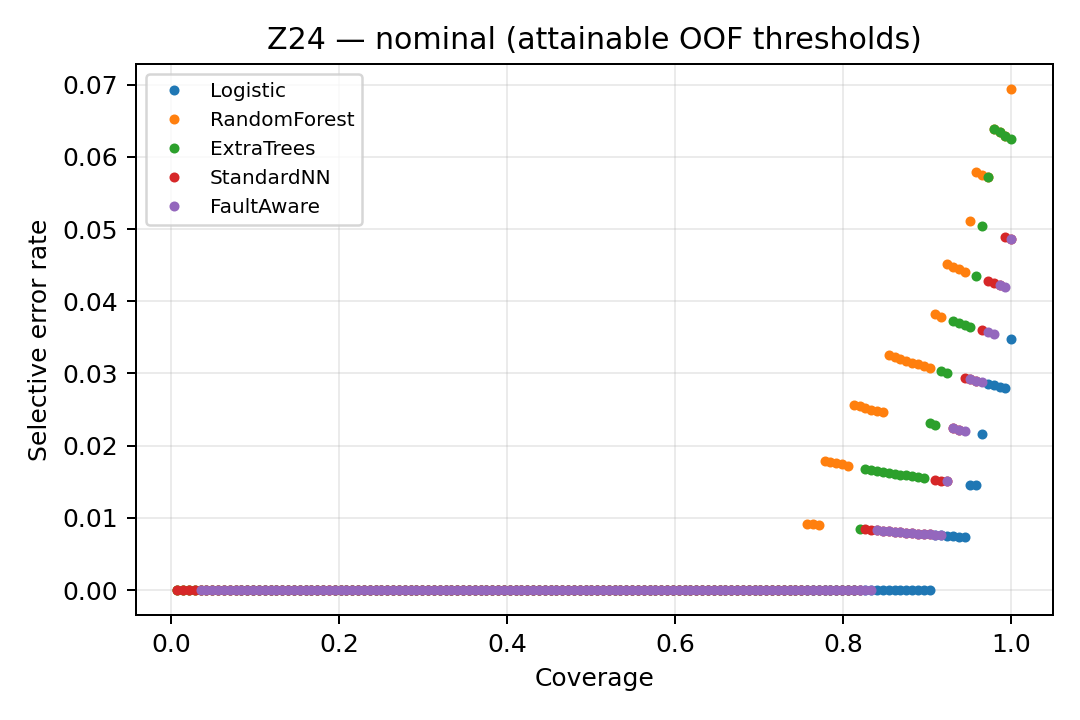 Z24 — nominal (attainable OOF thresholds)
Logistic
RandomForest
ExtraTrees
StandardNN
FaultAware
Selective error rate
0.07
0.06
0.05
0.04
0.03
0.02
0.01
0.00
0.0 0.2 0.4 0.6 0.8 1.0
Coverage